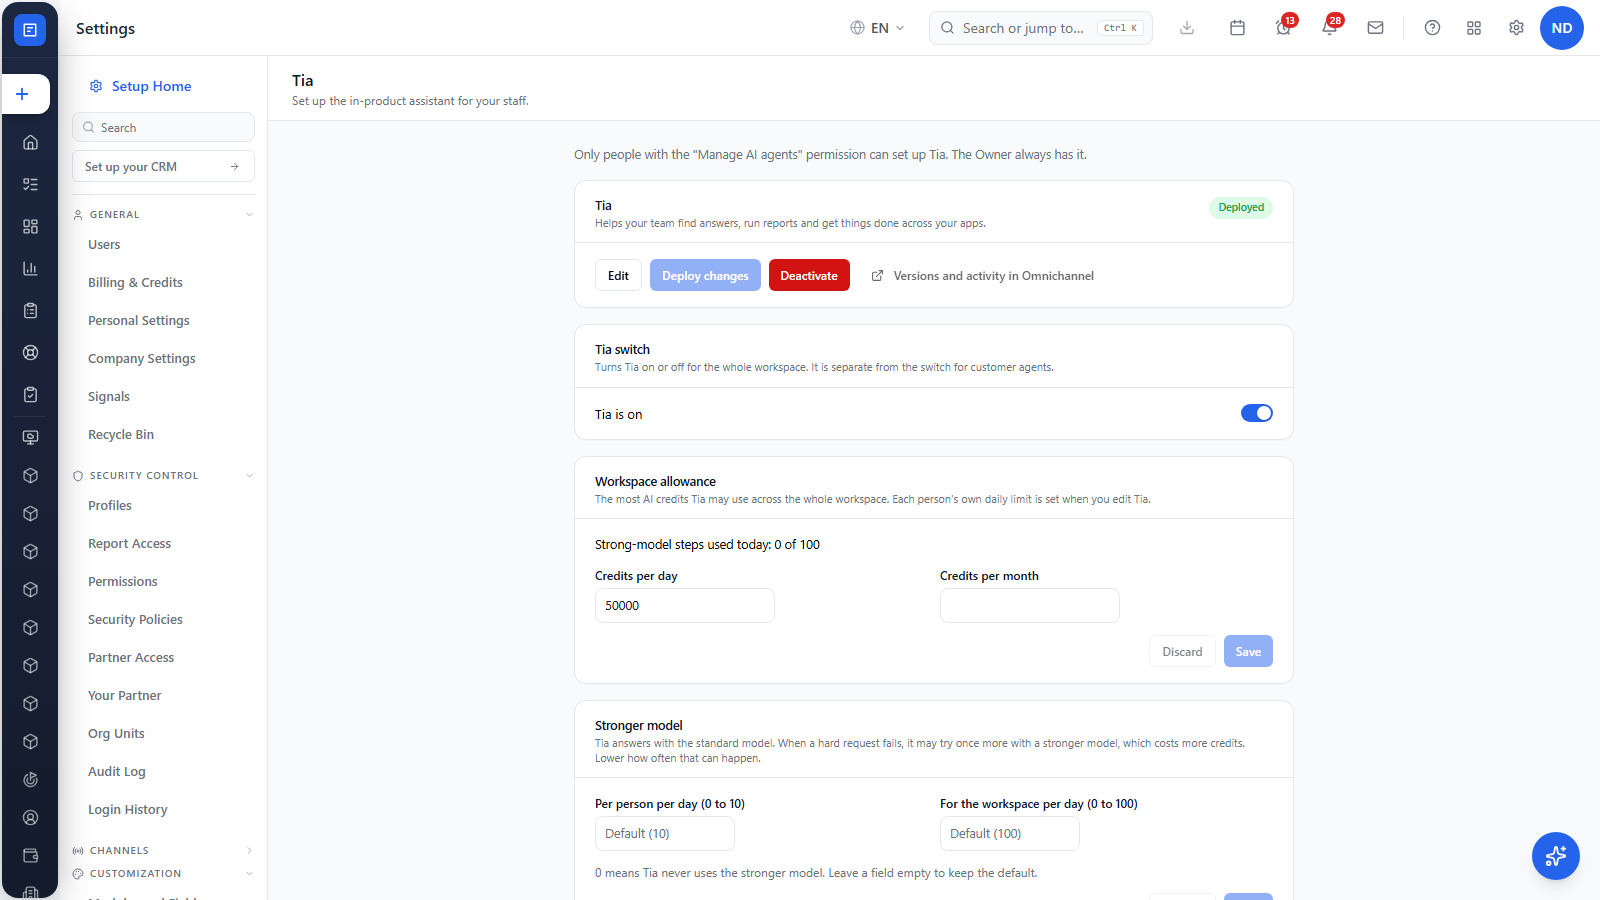 Settings
EN
Search or jump to...
Ctrl K
13
28
ND
Setup Home
Search
Set up your CRM
GENERAL
Users
Billing & Credits
Personal Settings
Company Settings
Signals
Recycle Bin
SECURITY CONTROL
Profiles
Report Access
Permissions
Security Policies
Partner Access
Your Partner
Org Units
Audit Log
Login History
CHANNELS
CUSTOMIZATION
Tia
Set up the in-product assistant for your staff.
Only people with the "Manage AI agents" permission can set up Tia. The Owner always has it.
Tia
Helps your team find answers, run reports and get things done across your apps.
Deployed
Edit
Deploy changes
Deactivate
Versions and activity in Omnichannel
Tia switch
Turns Tia on or off for the whole workspace. It is separate from the switch for customer agents.
Tia is on
Workspace allowance
The most AI credits Tia may use across the whole workspace. Each person's own daily limit is set when you edit Tia.
Strong-model steps used today: 0 of 100
Credits per day
Credits per month
50000
Discard
Save
Stronger model
Tia answers with the standard model. When a hard request fails, it may try once more with a stronger model, which costs more credits.
Lower how often that can happen.
Per person per day (0 to 10)
For the workspace per day (0 to 100)
Default (10)
Default (100)
0 means Tia never uses the stronger model. Leave a field empty to keep the default.